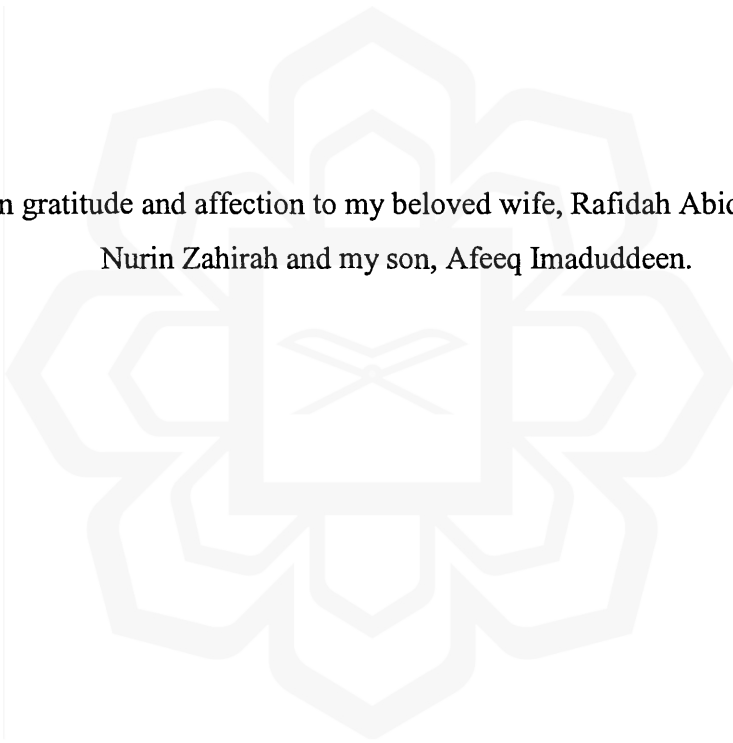 n gratitude and affection to my beloved wife, Rafidah
Nurin Zahirah and my son, Afeeq Imaduddeen.